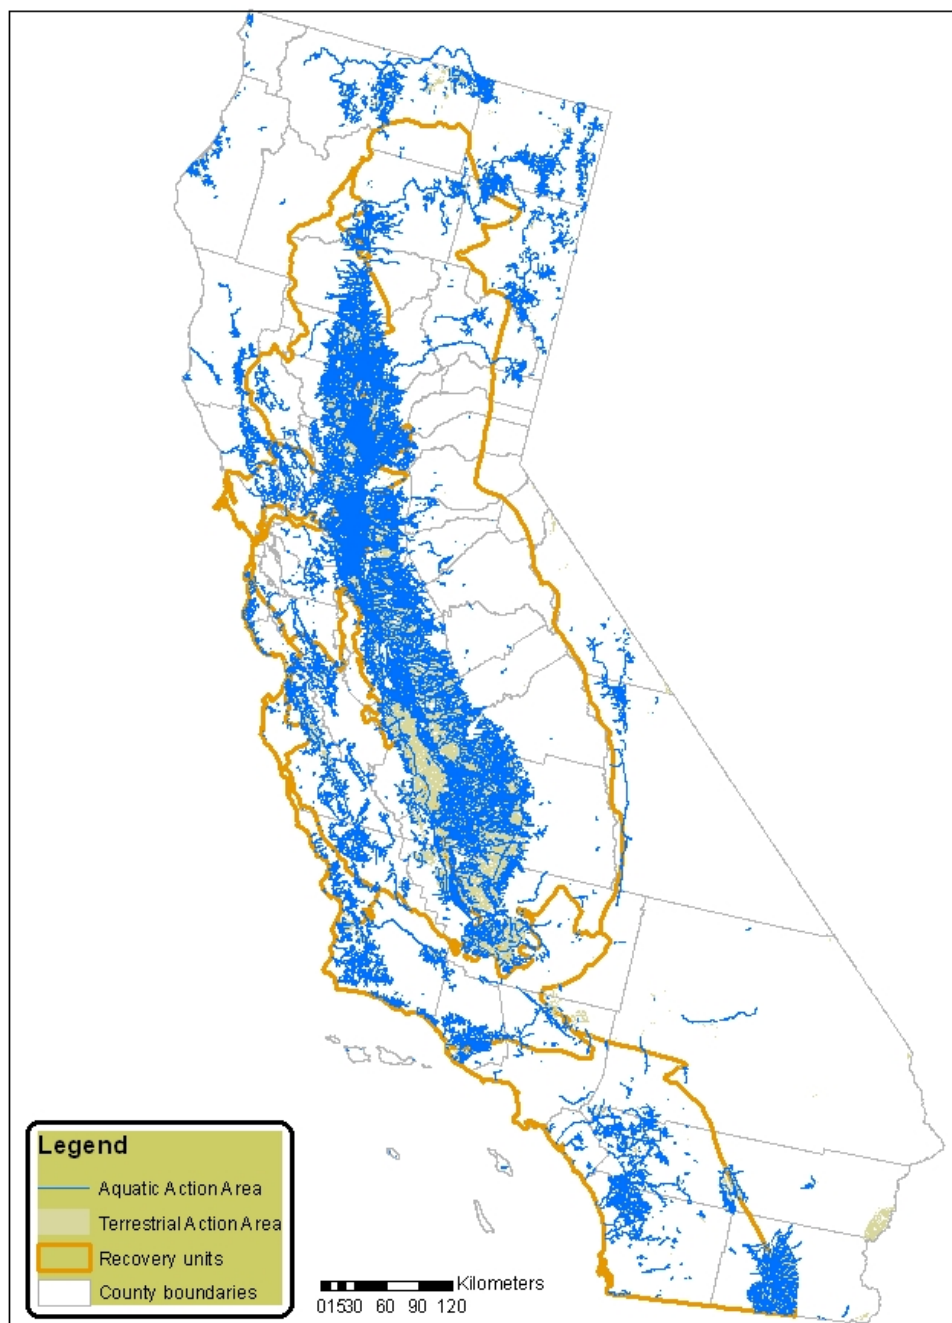 Legend
Aquatic Action Area
Terrestrial Action Area
Recovery units
County boundaries
Kilometers
01530 60 90 120